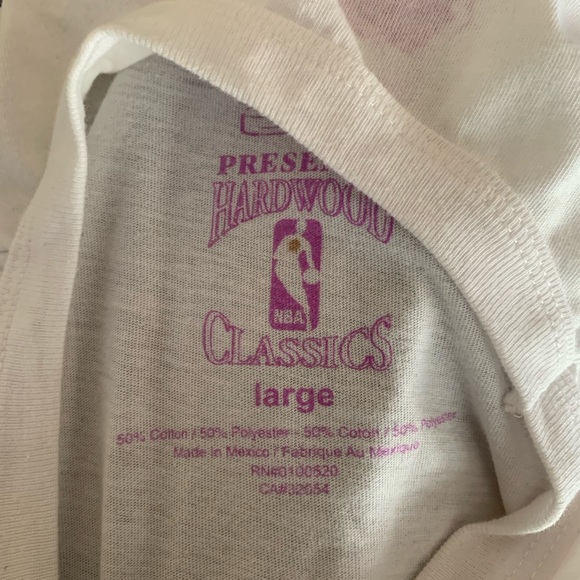 HARDWOOD
NBA
CLASSICS
large
50% Cotton / 50% Polyester - 50% Coton / 50% Polyester
Made in Mexico / Fabrique Au Mexique
RN#0100520
CA#32054